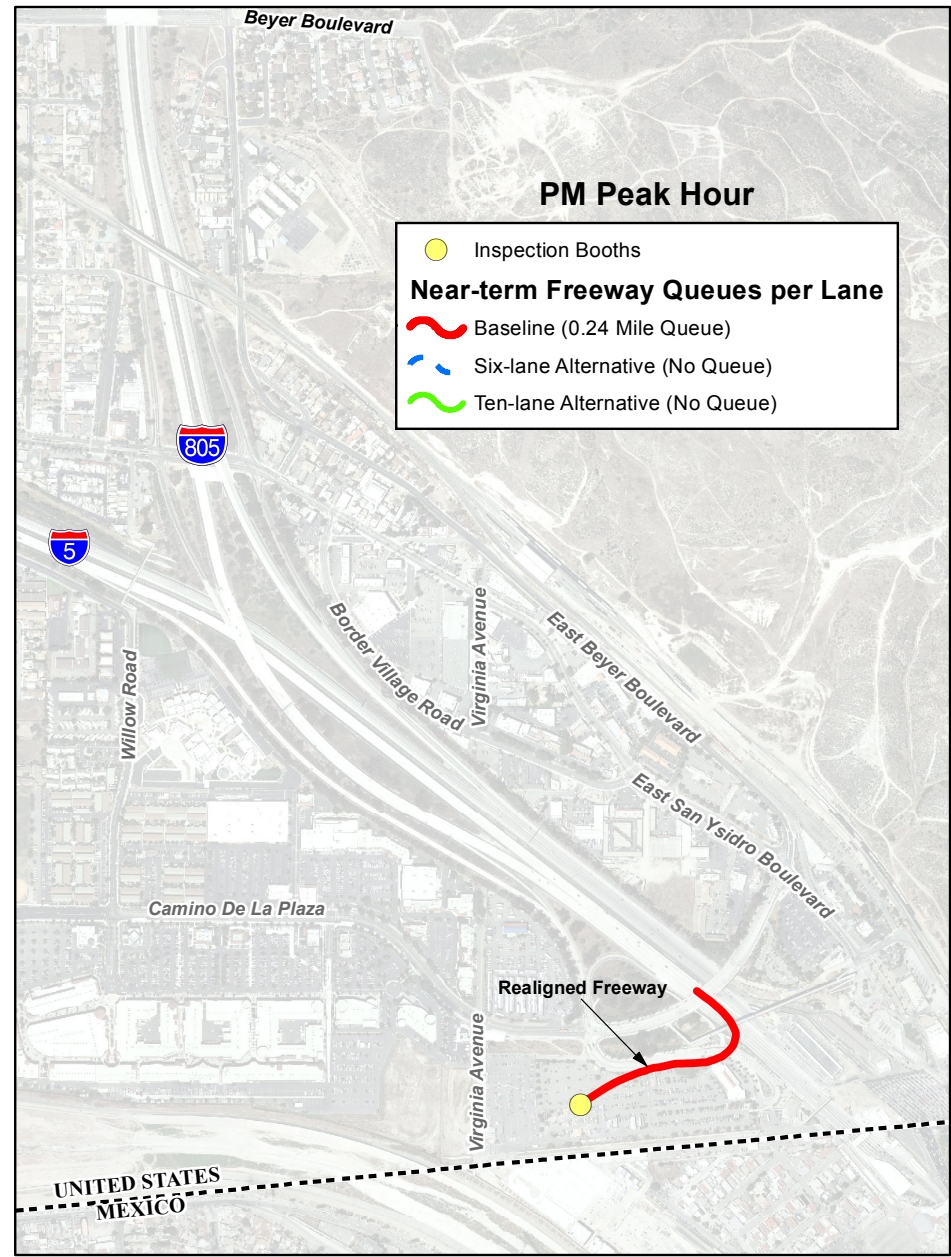 Beyer Boulevard
PM Peak Hour
Inspection Booths
Near-term Freeway Queues per Lane
Baseline (0.24 Mile Queue)
Six-lane Alternative (No Queue)
Ten-lane Alternative (No Queue)
805
5
Border Village Road
Virginia Avenue
East Beyer Boulevard
Willow Road
East San Ysidro Boulevard
Camino De La Plaza
Realigned Freeway
Virginia Avenue
UNITED STATES
MEXICO